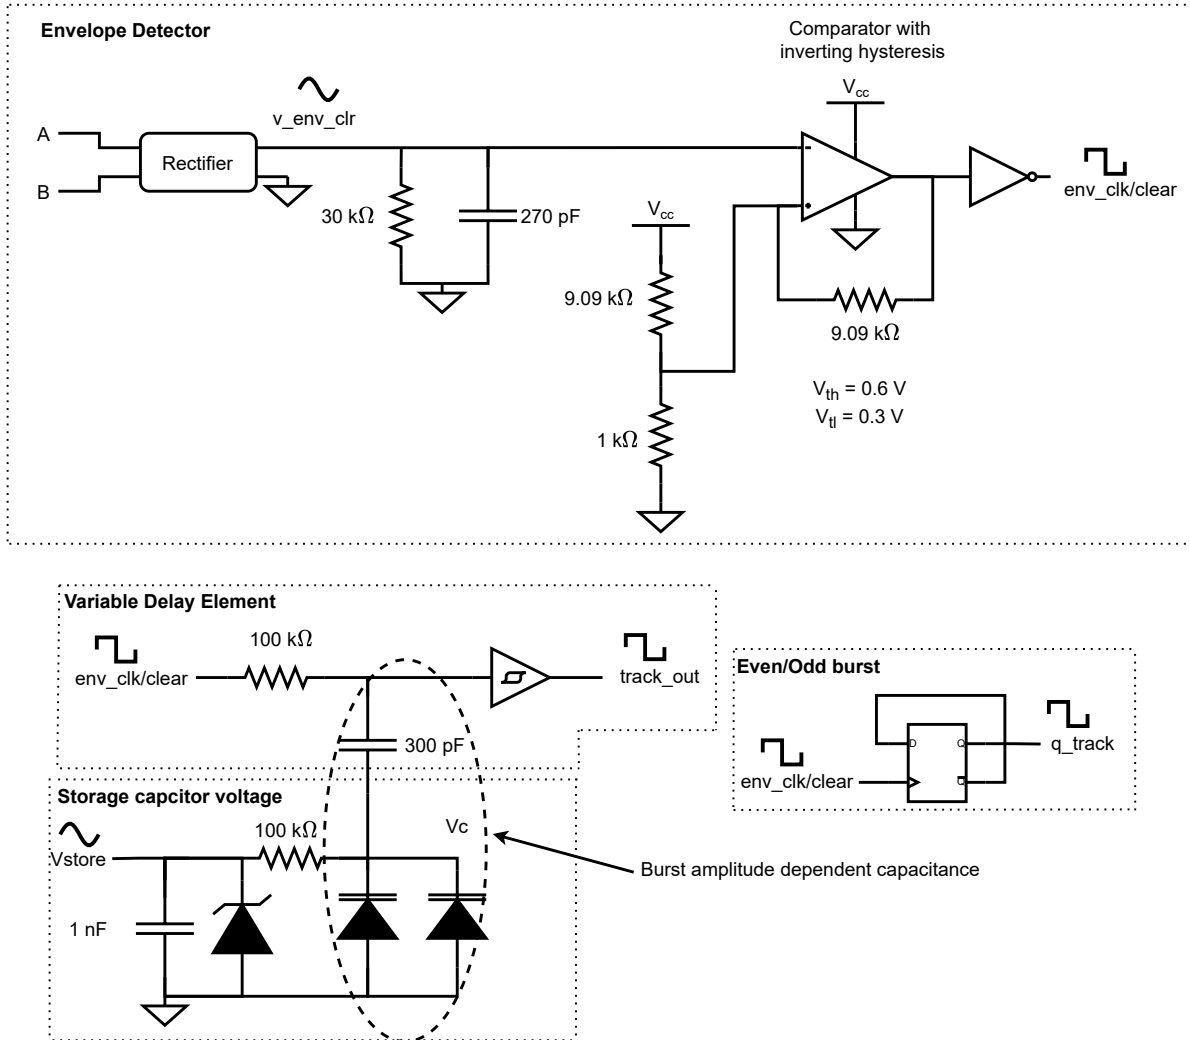 Envelope Detector
Comparator with
inverting hysteresis
Vcc
v_env_clr
A
Rectifier
B
-
+
env_clk/clear
30 kΩ
270 pF
Vcc
9.09 kΩ
9.09 kΩ
Vth = 0.6 V
Vtl = 0.3 V
1 kΩ
Variable Delay Element
100 kΩ
env_clk/clear
track_out
300 pF
Even/Odd burst
D
Q
q_track
env_clk/clear
Q
Storage capcitor voltage
100 kΩ
Vc
Vstore
Burst amplitude dependent capacitance
1 nF